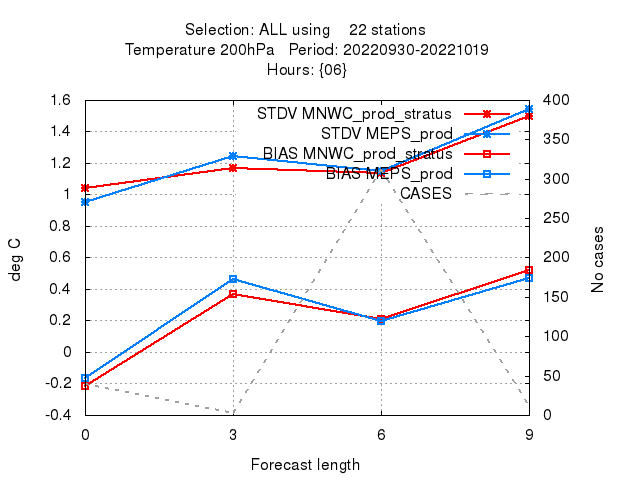 Selection: ALL using    22 stations
Temperature 200hPa   Period: 20220930-20221019
Hours: {06}
1.6
1.4
1.2
1
0.8
0.6
0.4
0.2
0
-0.2
-0.4
deg C
STDV MNWC_prod_stratus
STDV MEPS_prod
BIAS MNWC_prod_stratus
BIAS MEPS_prod
CASES
400
350
300
250
200
150
100
50
0
No cases
0
3
6
9
Forecast length